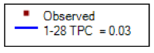 Observed
1-28 TPC = 0.03